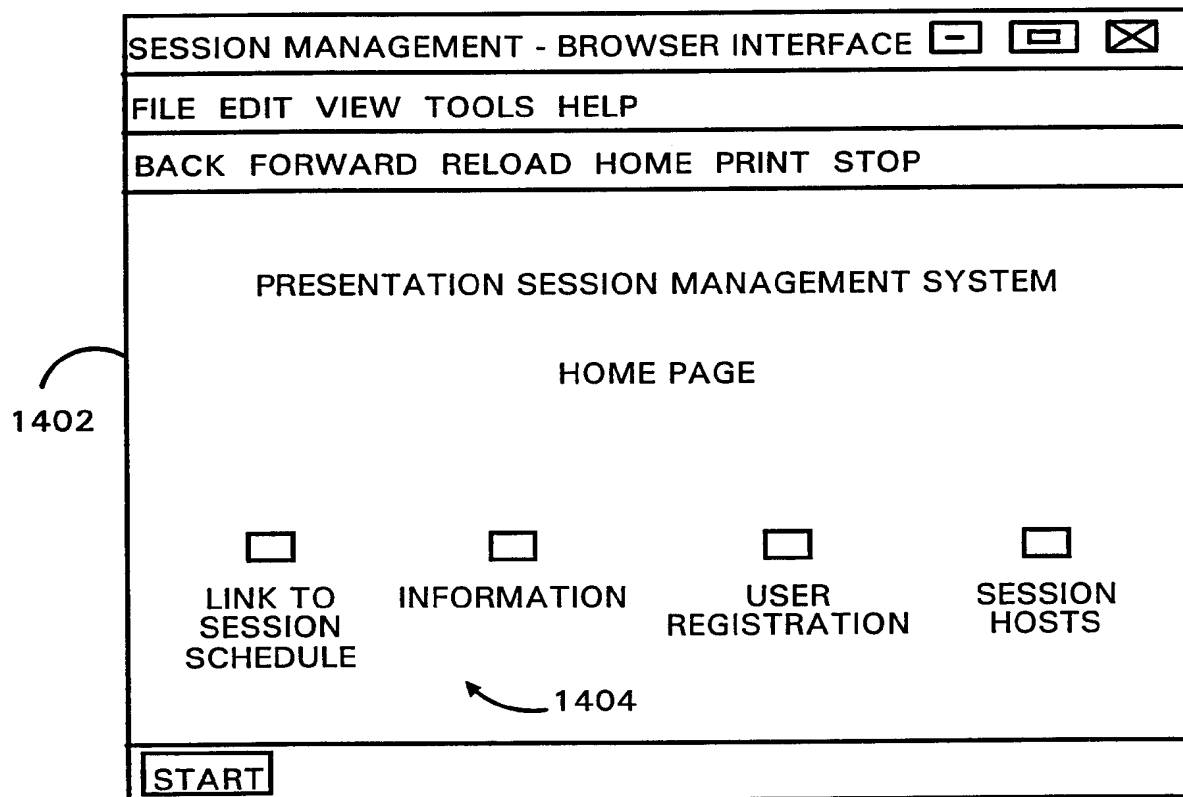 SESSION MANAGEMENT - BROWSER INTERFACE
FILE EDIT VIEW TOOLS HELP
BACK FORWARD RELOAD HOME PRINT STOP
PRESENTATION SESSION MANAGEMENT SYSTEM
HOME PAGE
1402
LINK TO
SESSION
SCHEDULE
INFORMATION
USER
REGISTRATION
SESSION
HOSTS
1404
START